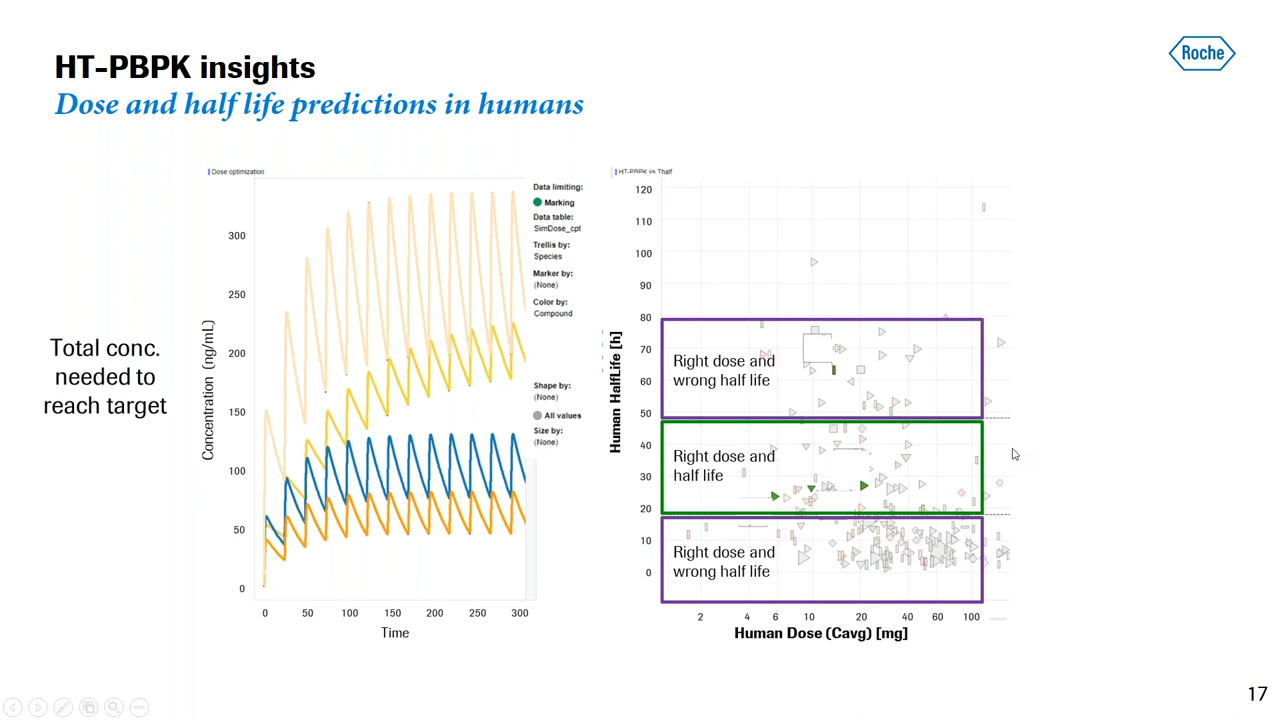 HT-PBPK insights
Dose and half life predictions in humans
Roche
Total conc.
needed to
reach target
Dose optimization
Concentration (ng/mL)
300
250
200
150
100
50
0
0 50 100 150 200 250 300
Time
Data limiting:
Marking
Data table:
SimDose_cpt
Trellis by:
Species
Marker by:
(None)
Color by:
Compound
Shape by:
(None)
All values
Size by:
(None)
HT-PBPK vs Thalf
Human HalfLife [h]
120
110
100
90
80
70
60
50
40
30
20
10
0
Right dose and
wrong half life
Right dose and
half life
Right dose and
wrong half life
2 4 6 10 20 40 60 100
Human Dose (Cavg) [mg]
17